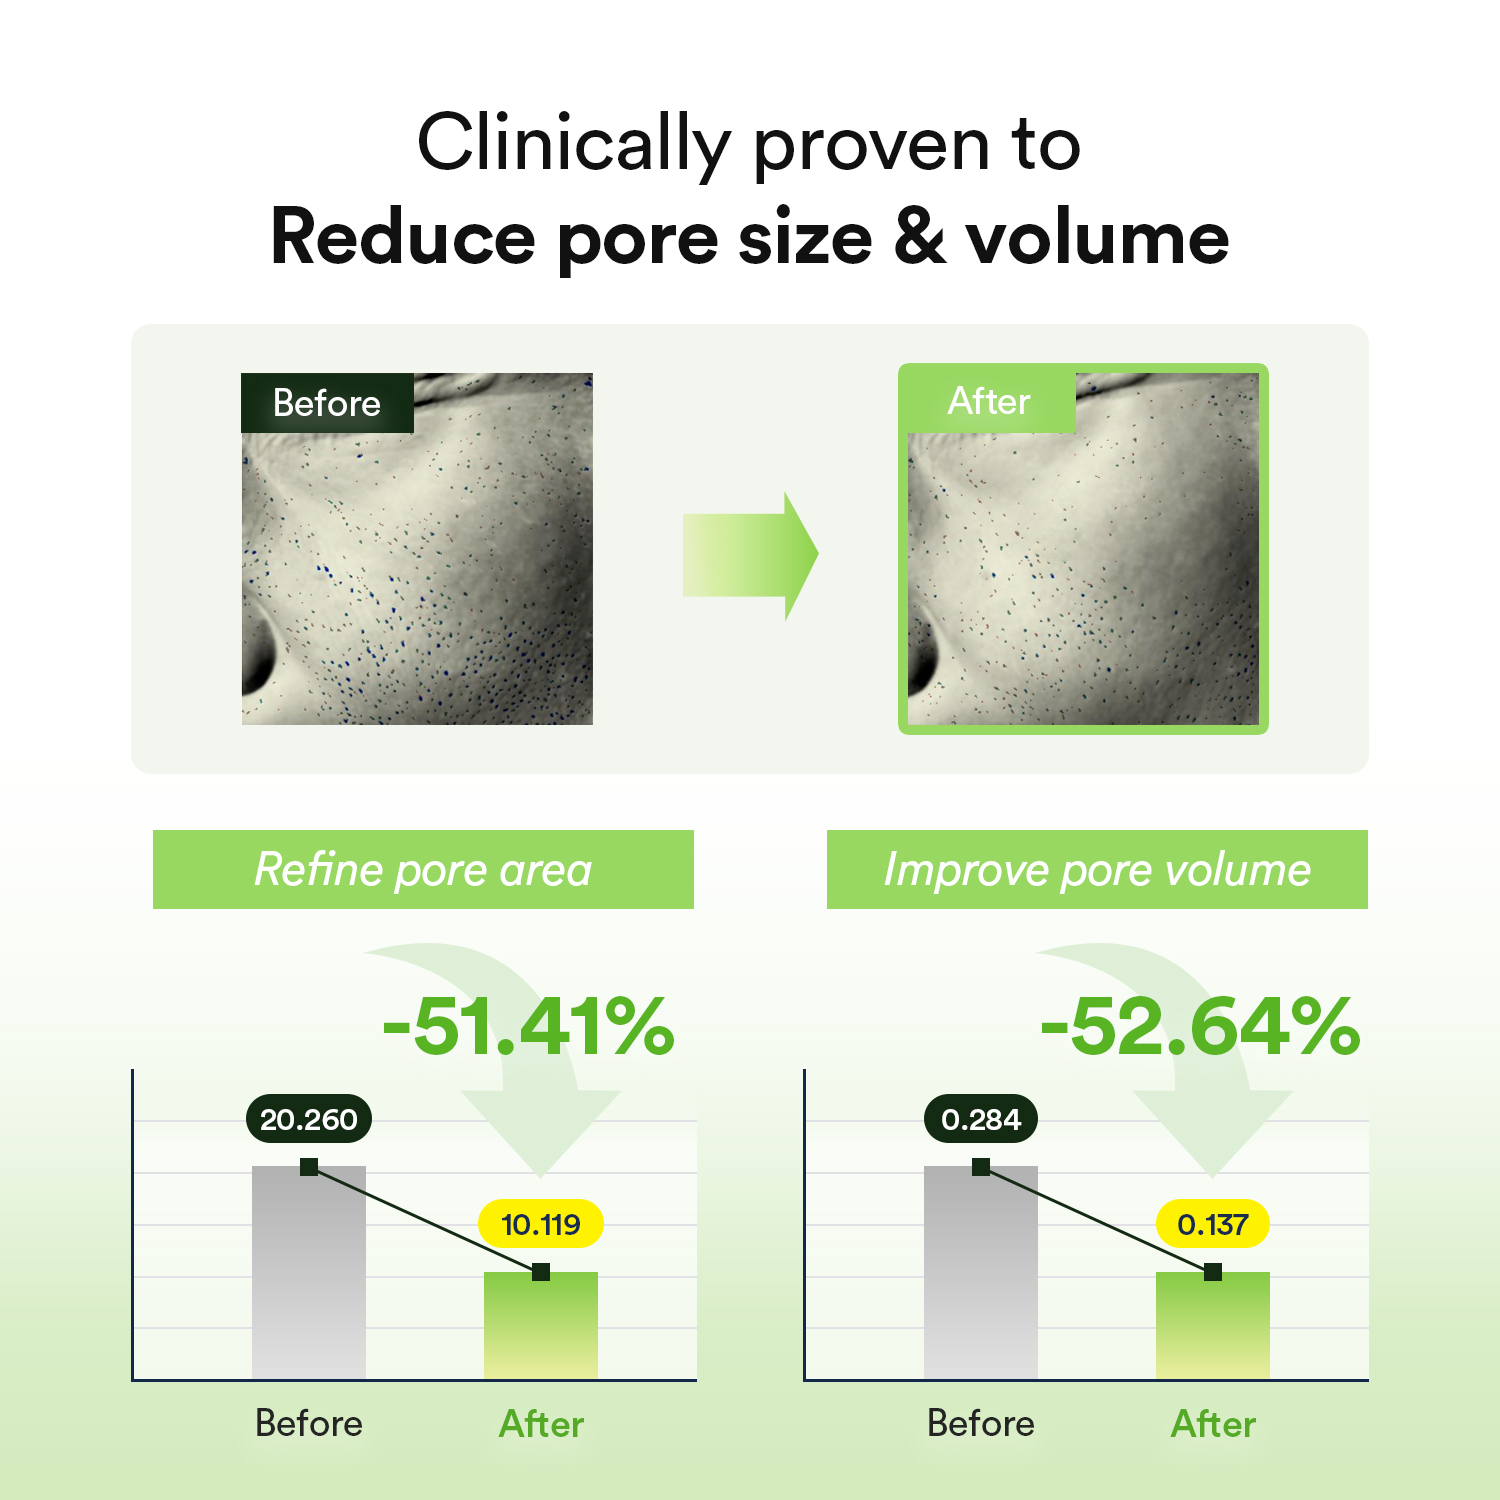 Clinically proven to
Reduce pore size & volume
Before
After
Refine pore area
Improve pore volume
-51.41%
-52.64%
20.260
10.119
0.284
0.137
Before
After
Before
After